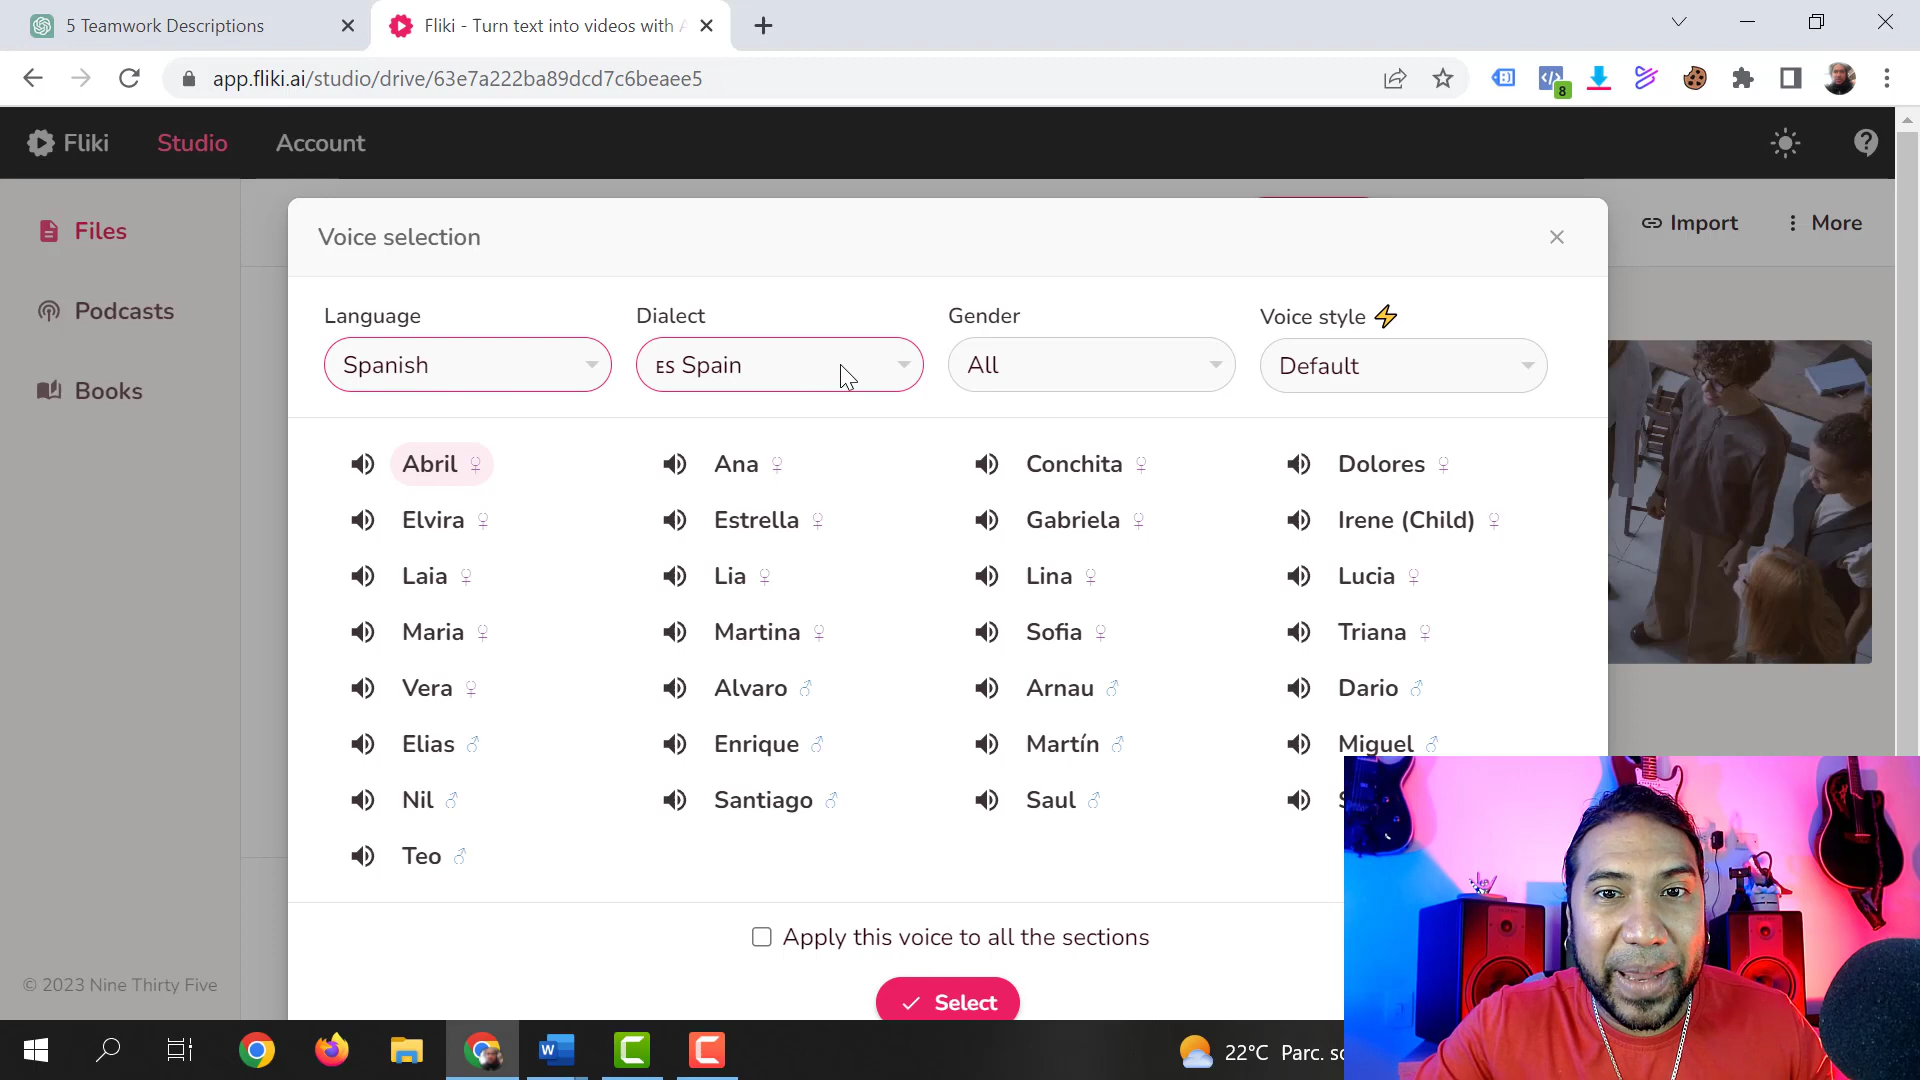 5 Teamwork Descriptions
Fliki - Turn text into videos with A
app.fliki.ai/studio/drive/63e7a222ba89dcd7c6beaee5
8
Fliki
Studio
Account
Files
Podcasts
Books
Import
More
Voice selection
Language
Dialect
Gender
Voice style
Spanish
ES Spain
All
Default
Abril
Ana
Conchita
Dolores
Elvira
Estrella
Gabriela
Irene (Child)
Laia
Lia
Lina
Lucia
Maria
Martina
Sofia
Triana
Vera
Alvaro
Arnau
Dario
Elias
Enrique
Martín
Miguel
Nil
Santiago
Saul
Teo
Apply this voice to all the sections
Select
© 2023 Nine Thirty Five
22°C Parc. so